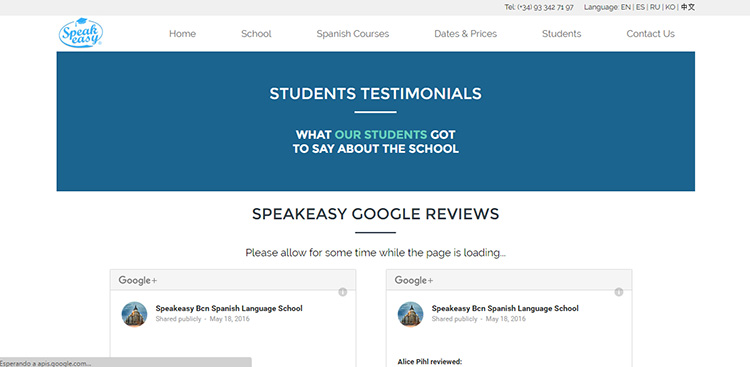 Tel: (+34) 93 342 71 97 Language: EN | ES | RU | KO | 中文
Speak
easy
Home School Spanish Courses Dates & Prices Students Contact Us
STUDENTS TESTIMONIALS
WHAT OUR STUDENTS GOT
TO SAY ABOUT THE SCHOOL
SPEAKEASY GOOGLE REVIEWS
Please allow for some time while the page is loading...
Google+
Speakeasy Bcn Spanish Language School
Shared publicly - May 18, 2016
Google+
Speakeasy Bcn Spanish Language School
Shared publicly - May 18, 2016
Alice Pihl reviewed:
Esperando a apis.google.com...